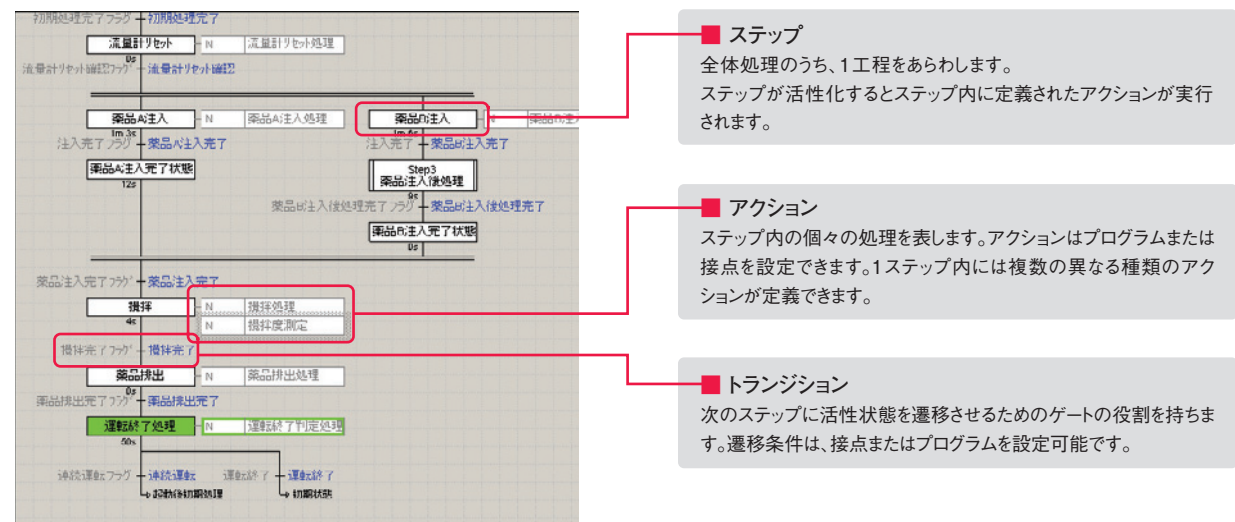 初期処理完了フラグ 初期処理完了
流量計リセット N 流量計リセット処理
0s
流量計リセット確認フラグ 流量計リセット確認
薬品A注入 N 薬品A注入処理
1m 3s
注入完了フラグ 薬品A注入完了
薬品A注入完了状態
12s
薬品B注入 N 薬品B注入
1m 6s
注入完了 薬品B注入完了
Step3
薬品注入後処理
9s
薬品B注入後処理完了フラグ 薬品B注入後処理完了
薬品B注入完了状態
0s
薬品注入完了フラグ 薬品注入完了
撹拌 N 撹拌処理
4s
N 撹拌度測定
撹拌完了フラグ 撹拌完了
薬品排出 N 薬品排出処理
0s
薬品排出完了フラグ 薬品排出完了
運転終了処理 N 運転終了判定処理
50s
連続運転フラグ 連続運転 運転終了 運転終了
起動後初期処理 初期状態
ステップ
全体処理のうち、1工程をあらわします。
ステップが活性化するとステップ内に定義されたアクションが実行
されます。
アクション
ステップ内の個々の処理を表します。アクションはプログラムまたは
接点を設定できます。1ステップ内には複数の異なる種類のアク
ションが定義できます。
トランジション
次のステップに活性状態を遷移させるためのゲートの役割を持ちま
す。遷移条件は、接点またはプログラムを設定可能です。